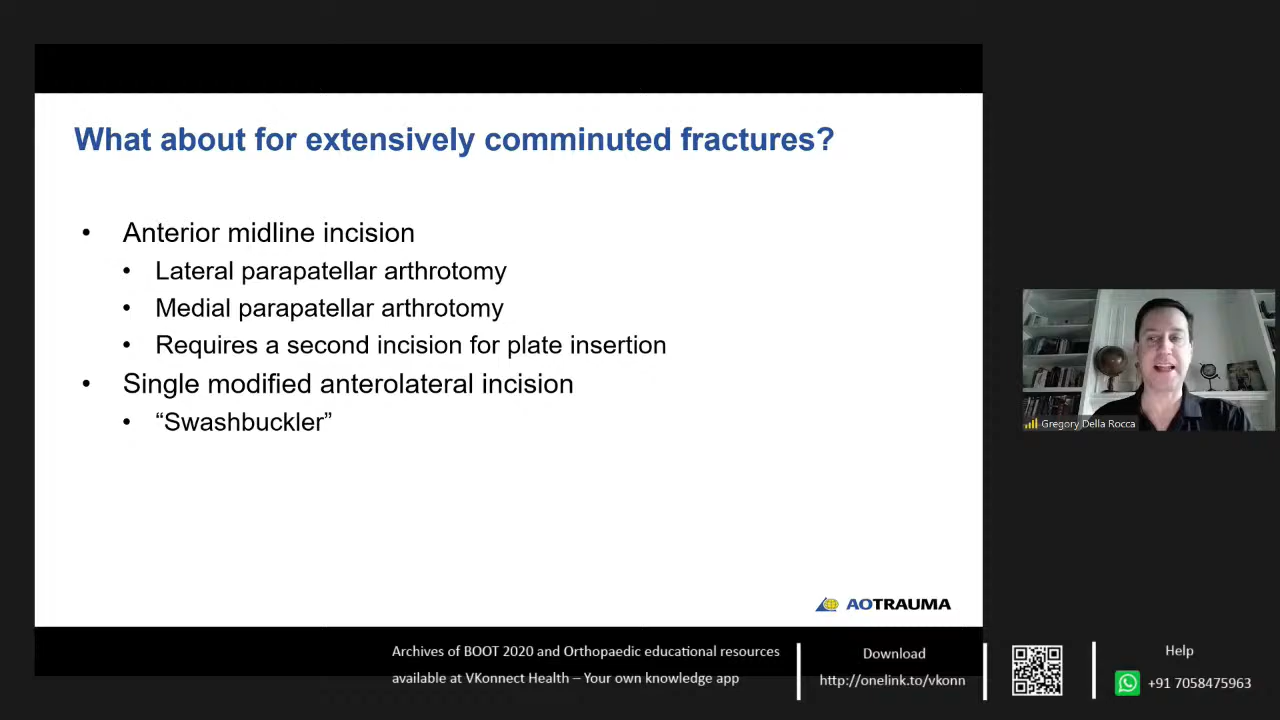 What about for extensively comminuted fractures?
• Anterior midline incision
• Lateral parapatellar arthrotomy
• Medial parapatellar arthrotomy
• Requires a second incision for plate insertion
• Single modified anterolateral incision
• “Swashbuckler”
AOTRAUMA
Gregory Della Rocca
Archives of BOOT 2020 and Orthopaedic educational resources
available at VKonnect Health – Your own knowledge app
Download
http://onelink.to/vkonn
Help
+91 7058475963